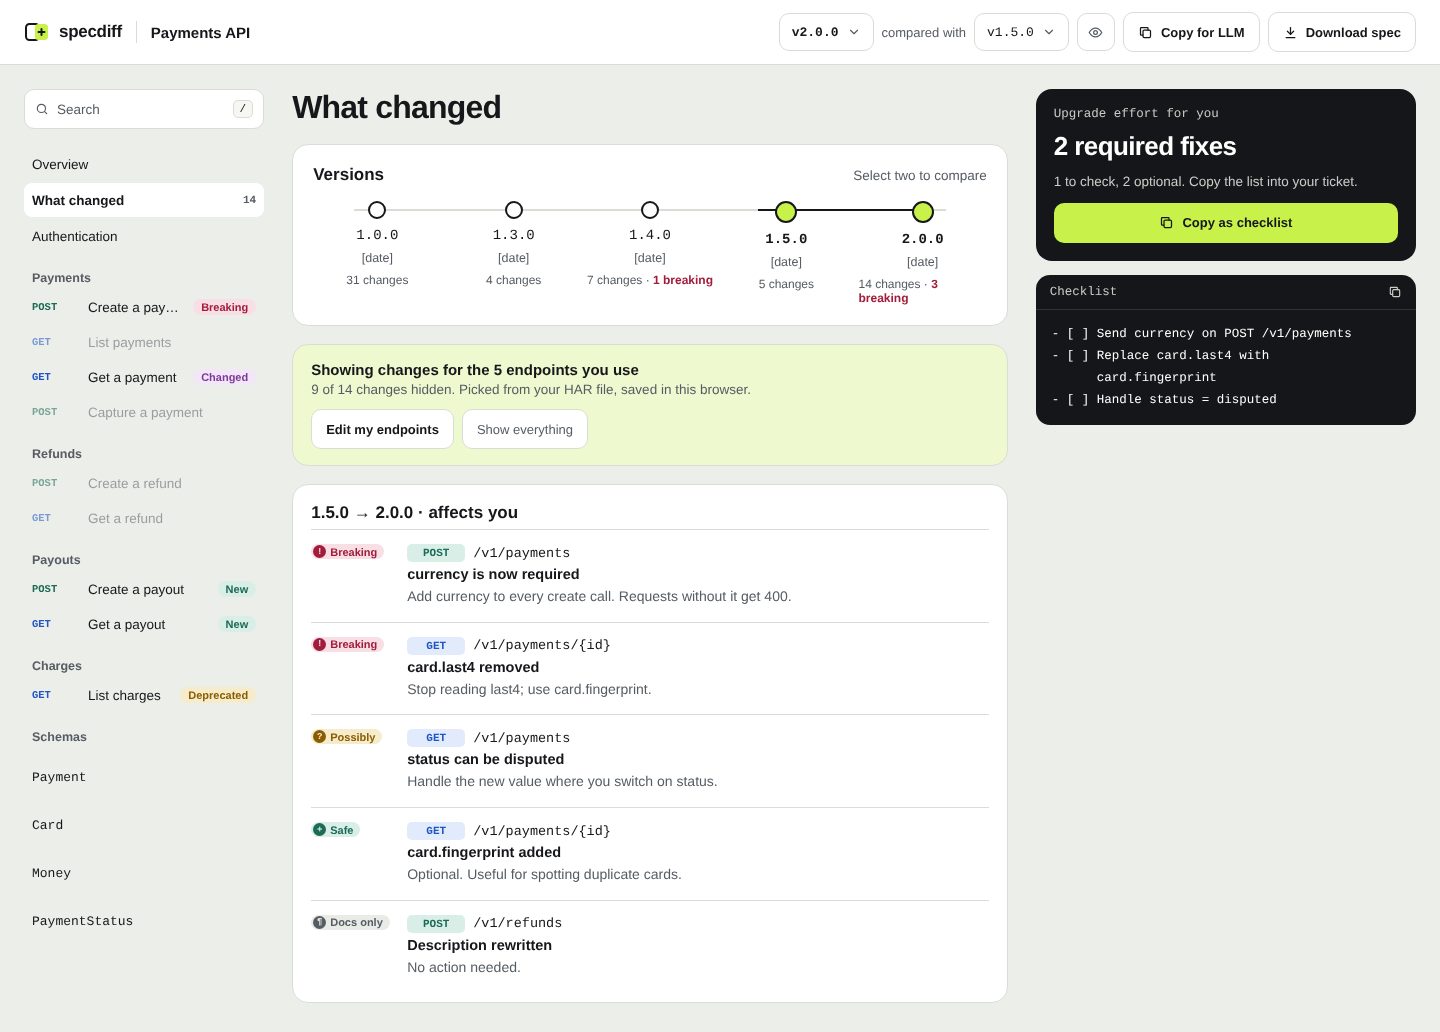 specdiff
Payments API
v2.0.0
compared with
v1.5.0
Copy for LLM
Download spec
Search
/
Overview
What changed 14
Authentication
Payments
POST Create a pay… Breaking
GET List payments
GET Get a payment Changed
POST Capture a payment
Refunds
POST Create a refund
GET Get a refund
Payouts
POST Create a payout New
GET Get a payout New
Charges
GET List charges Deprecated
Schemas
Payment
Card
Money
PaymentStatus
What changed
Versions
Select two to compare
1.0.0
[date]
31 changes
1.3.0
[date]
4 changes
1.4.0
[date]
7 changes · 1 breaking
1.5.0
[date]
5 changes
2.0.0
[date]
14 changes · 3
breaking
Showing changes for the 5 endpoints you use
9 of 14 changes hidden. Picked from your HAR file, saved in this browser.
Edit my endpoints
Show everything
1.5.0 → 2.0.0 · affects you
! Breaking POST /v1/payments
currency is now required
Add currency to every create call. Requests without it get 400.
! Breaking GET /v1/payments/{id}
card.last4 removed
Stop reading last4; use card.fingerprint.
? Possibly GET /v1/payments
status can be disputed
Handle the new value where you switch on status.
+ Safe GET /v1/payments/{id}
card.fingerprint added
Optional. Useful for spotting duplicate cards.
¶ Docs only POST /v1/refunds
Description rewritten
No action needed.
Upgrade effort for you
2 required fixes
1 to check, 2 optional. Copy the list into your ticket.
Copy as checklist
Checklist
- [ ] Send currency on POST /v1/payments
- [ ] Replace card.last4 with
card.fingerprint
- [ ] Handle status = disputed